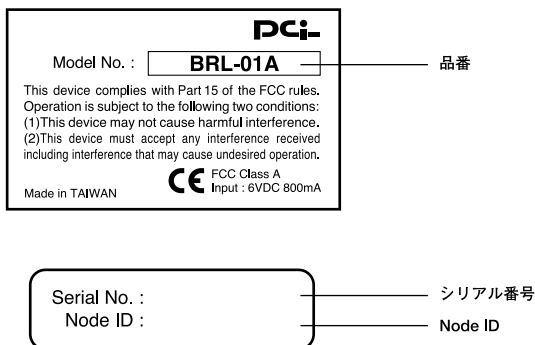 PCi
Model No. : BRL-01A 品番
This device complies with Part 15 of the FCC rules.
Operation is subject to the following two conditions:
(1)This device may not cause harmful interference.
(2)This device must accept any interference received
including interference that may cause undesired operation.
CE FCC Class A
Made in TAIWAN Input : 6VDC 800mA
Serial No. : シリアル番号
Node ID : Node ID